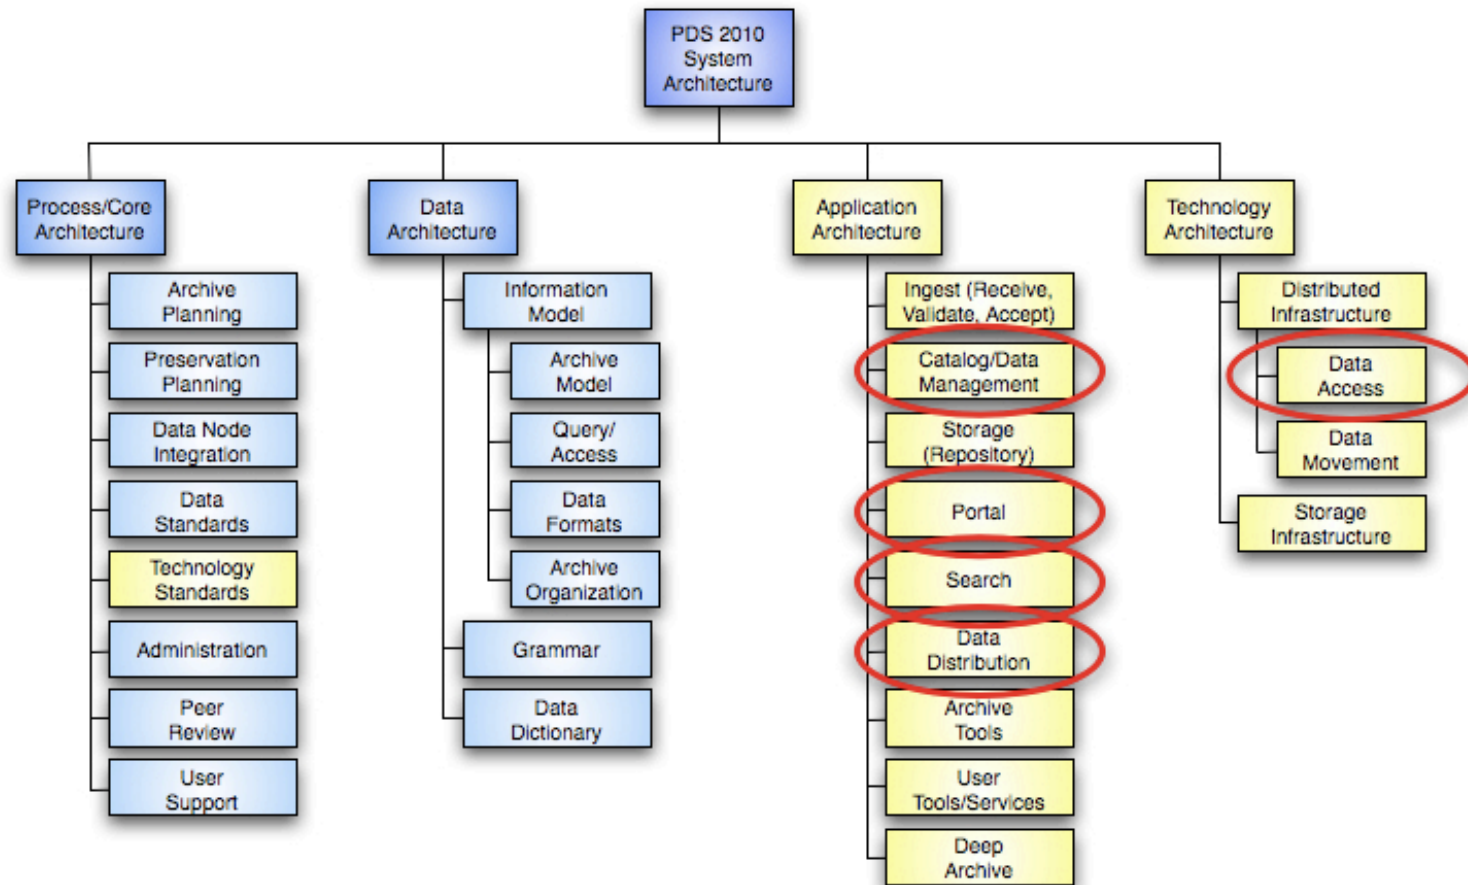 PDS 2010
System
Architecture
Process/Core
Architecture
Archive
Planning
Preservation
Planning
Data Node
Integration
Data
Standards
Technology
Standards
Administration
Peer
Review
User
Support
Data
Architecture
Information
Model
Archive
Model
Query/
Access
Data
Formats
Archive
Organization
Grammar
Data
Dictionary
Application
Architecture
Ingest (Receive,
Validate, Accept)
Catalog/Data
Management
Storage
(Repository)
Portal
Search
Data
Distribution
Archive
Tools
User
Tools/Services
Deep
Archive
Technology
Architecture
Distributed
Infrastructure
Data
Access
Data
Movement
Storage
Infrastructure